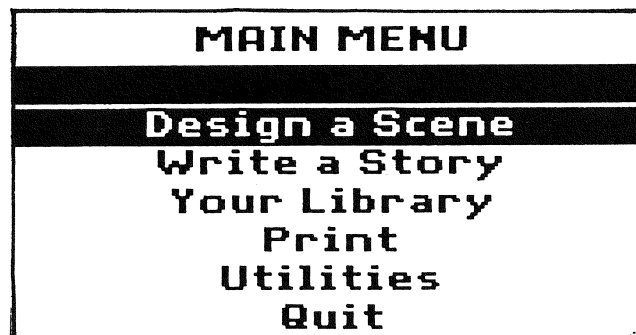 MAIN MENU
Design a Scene
Write a Story
Your Library
Print
Utilities
Quit